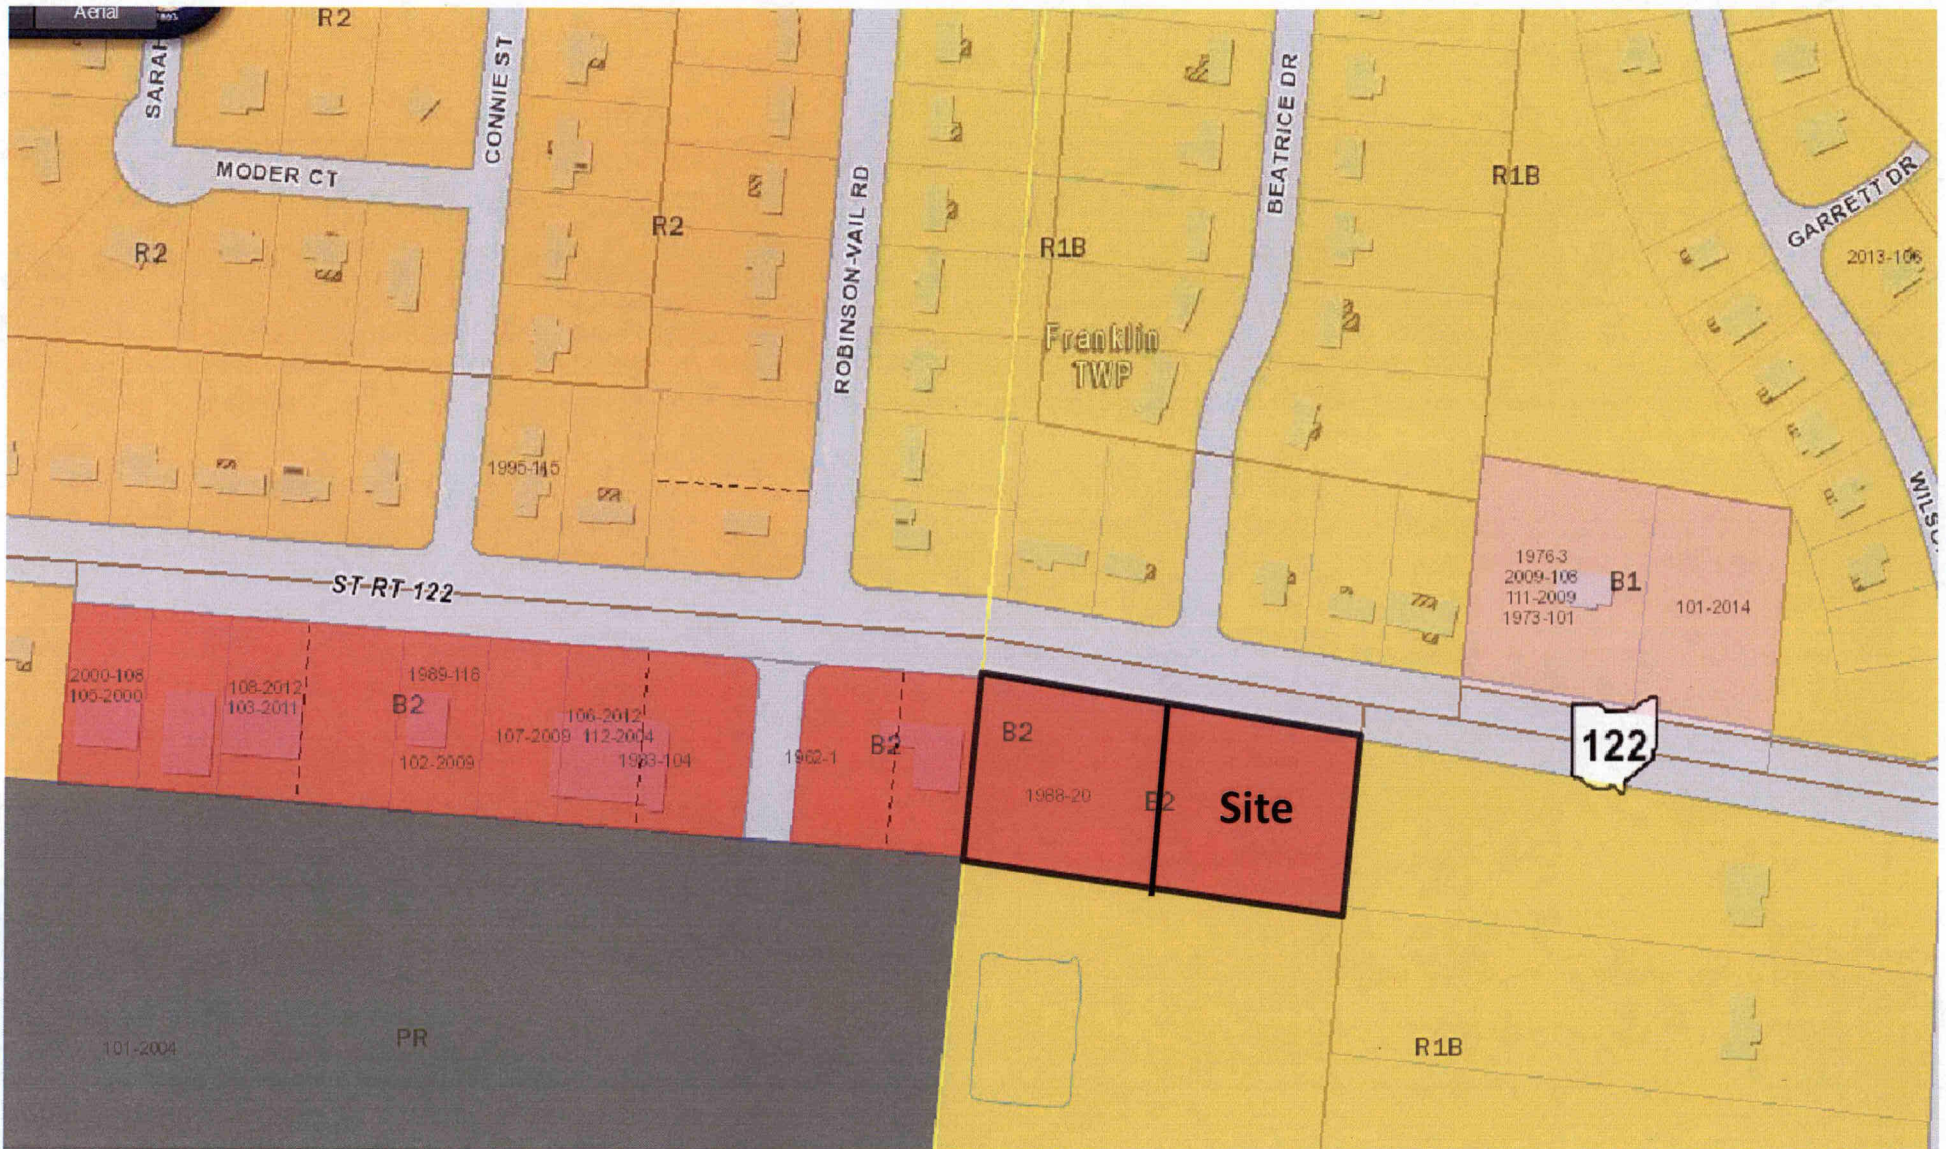 Aerial
R2
SARAH
CONNIE ST
MODER CT
R2
R2
ROBINSON-VAIL RD
R1B
BEATRICE DR
R1B
GARRETT DR
2013-106
Franklin
TWP
1995-115
WILS
ST RT 122
1976-3
2009-108
111-2009
1973-101
B1
101-2014
2000-108
105-2000
108-2012
103-2011
1989-118
B2
102-2009
107-2009
106-2012
112-2004
1983-104
1962-1
B2
B2
1988-20
B2
Site
122
101-2004
PR
R1B